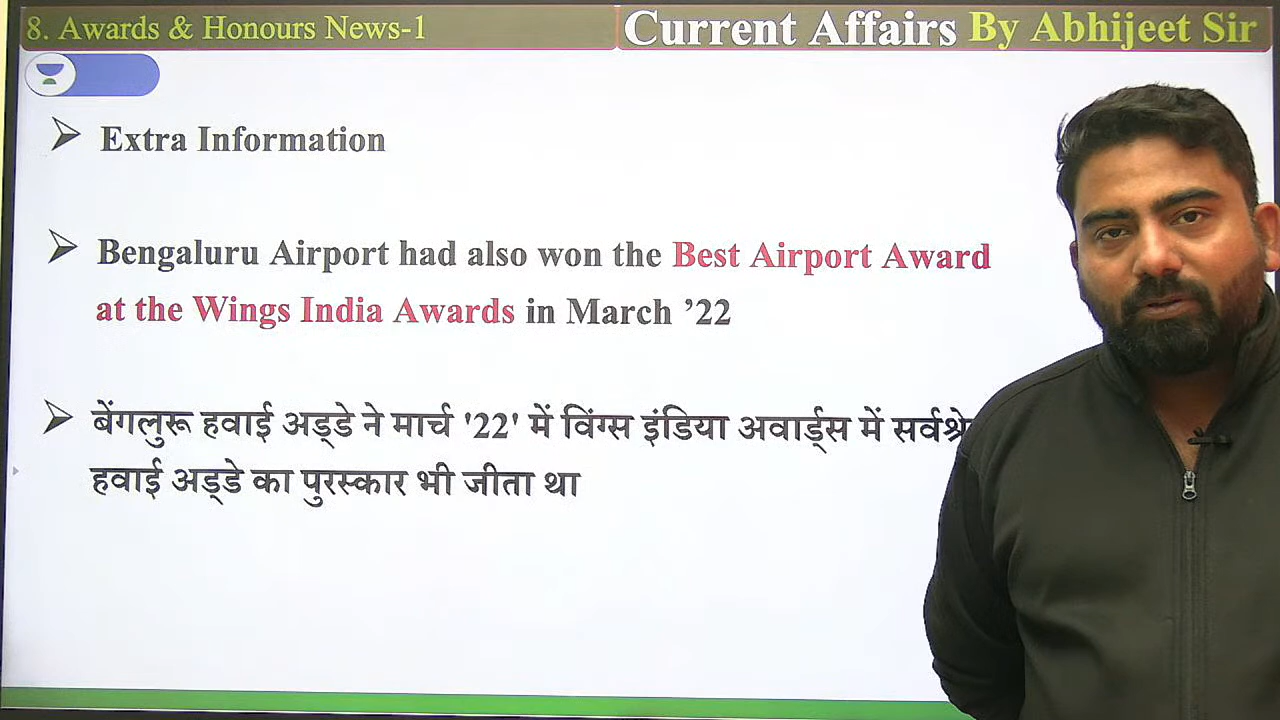 8. Awards & Honours News-1
Current Affairs By Abhijeet Sir
Extra Information
Bengaluru Airport had also won the Best Airport Award
at the Wings India Awards in March ’22
बेंगलुरू हवाई अड्डे ने मार्च '22' में विंग्स इंडिया अवार्ड्स में
हवाई अड्डे का पुरस्कार भी जीता था